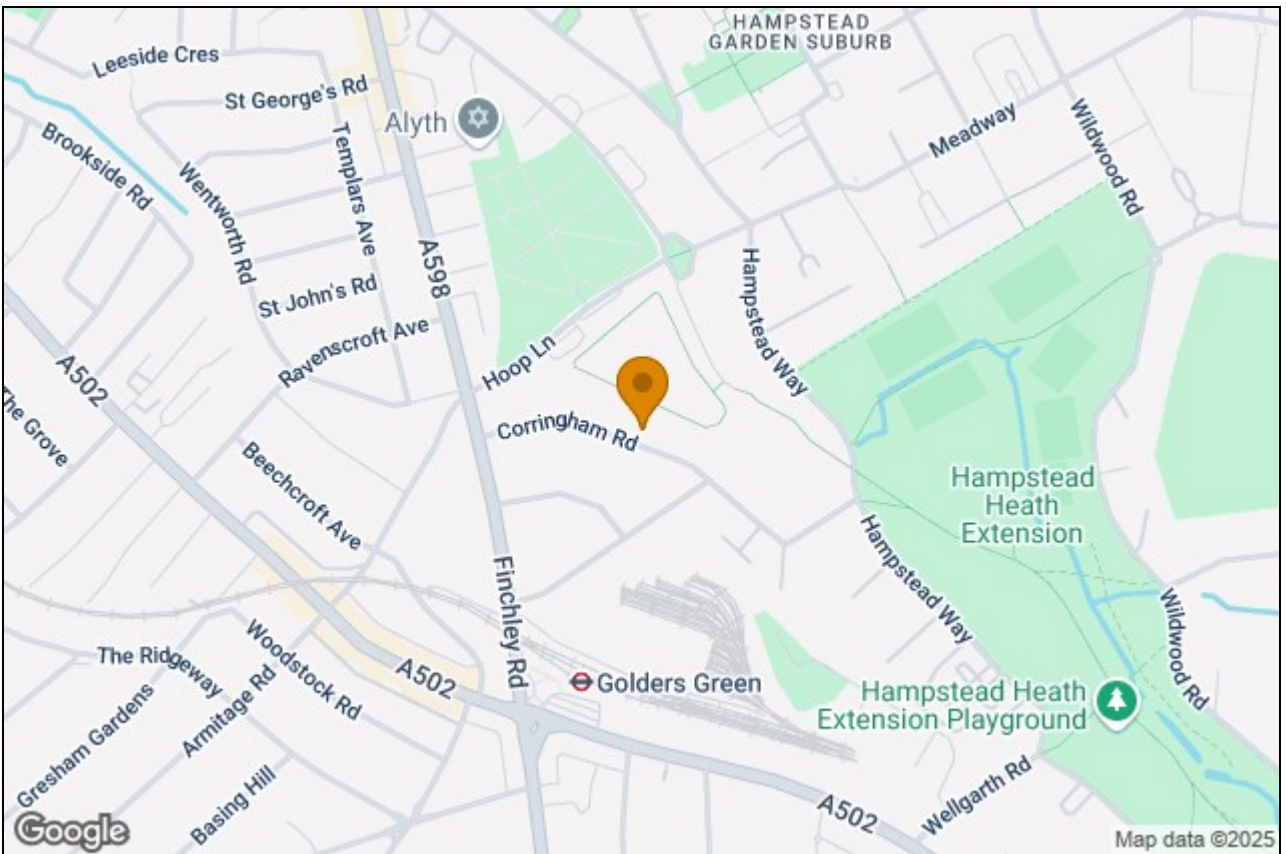 HAMPSTEAD
GARDEN SUBURB
Leeside Cres
St George's Rd
Alyth
Brookside Rd
Templars Ave
Wentworth Rd
Meadway
Wildwood Rd
A598
Hampstead Way
St John's Rd
Ravenscroft Ave
Hoop Ln
A502
The Grove
Corringham Rd
Beechcroft Ave
Hampstead
Heath
Extension
Finchley Rd
Hampstead Way
Wildwood Rd
Woodstock Rd
The Ridgeway
Armitage Rd
A502
Golders Green
Hampstead Heath
Extension Playground
Gresham Gardens
Basing Hill
A502
Wellgarth Rd
Google
Map data ©2025